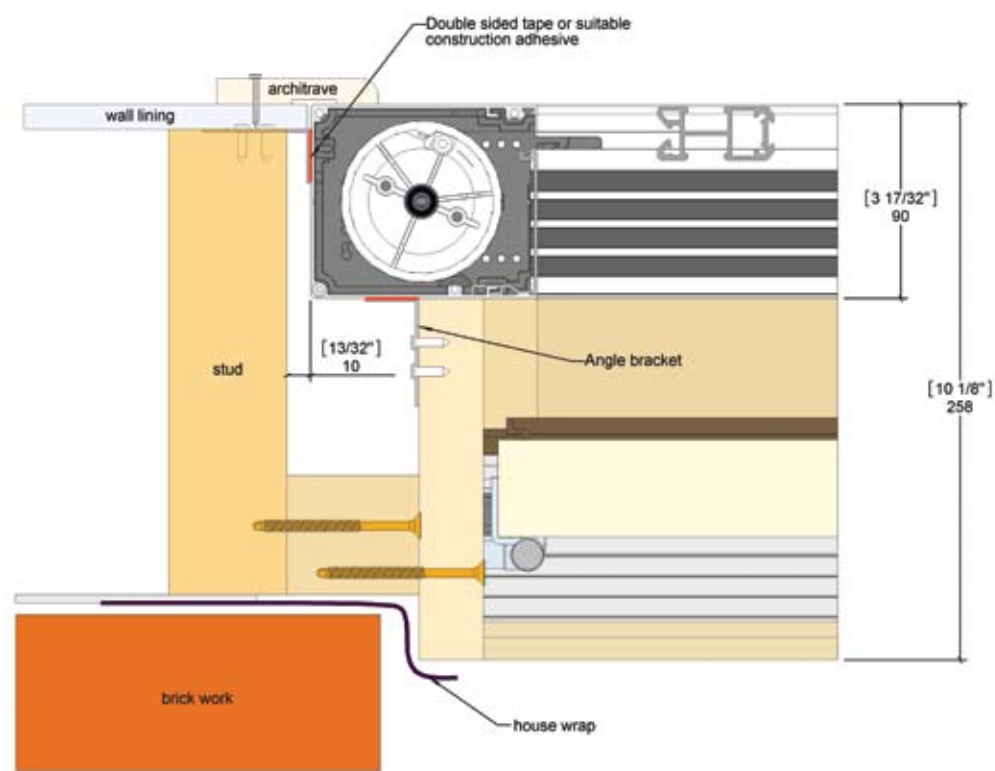 Double sided tape or suitable
construction adhesive
architrave
wall lining
[3 17/32"]
90
[13/32"]
10
Angle bracket
stud
[10 1/8"]
258
brick work
house wrap